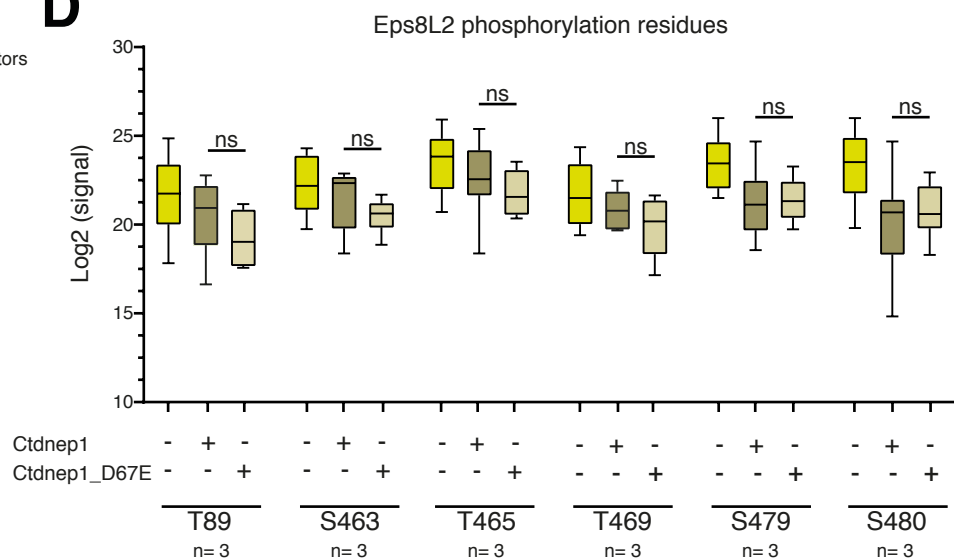 D
tors
Eps8L2 phosphorylation residues
Log2 (signal)
30
25
20
15
10
ns ns ns ns ns ns
Ctdnep1 - + - - + - - + - - + - - + - - + -
Ctdnep1_D67E - - + - - + - - + - - + - - + - - +
T89 S463 T465 T469 S479 S480
n= 3 n= 3 n= 3 n= 3 n= 3 n= 3